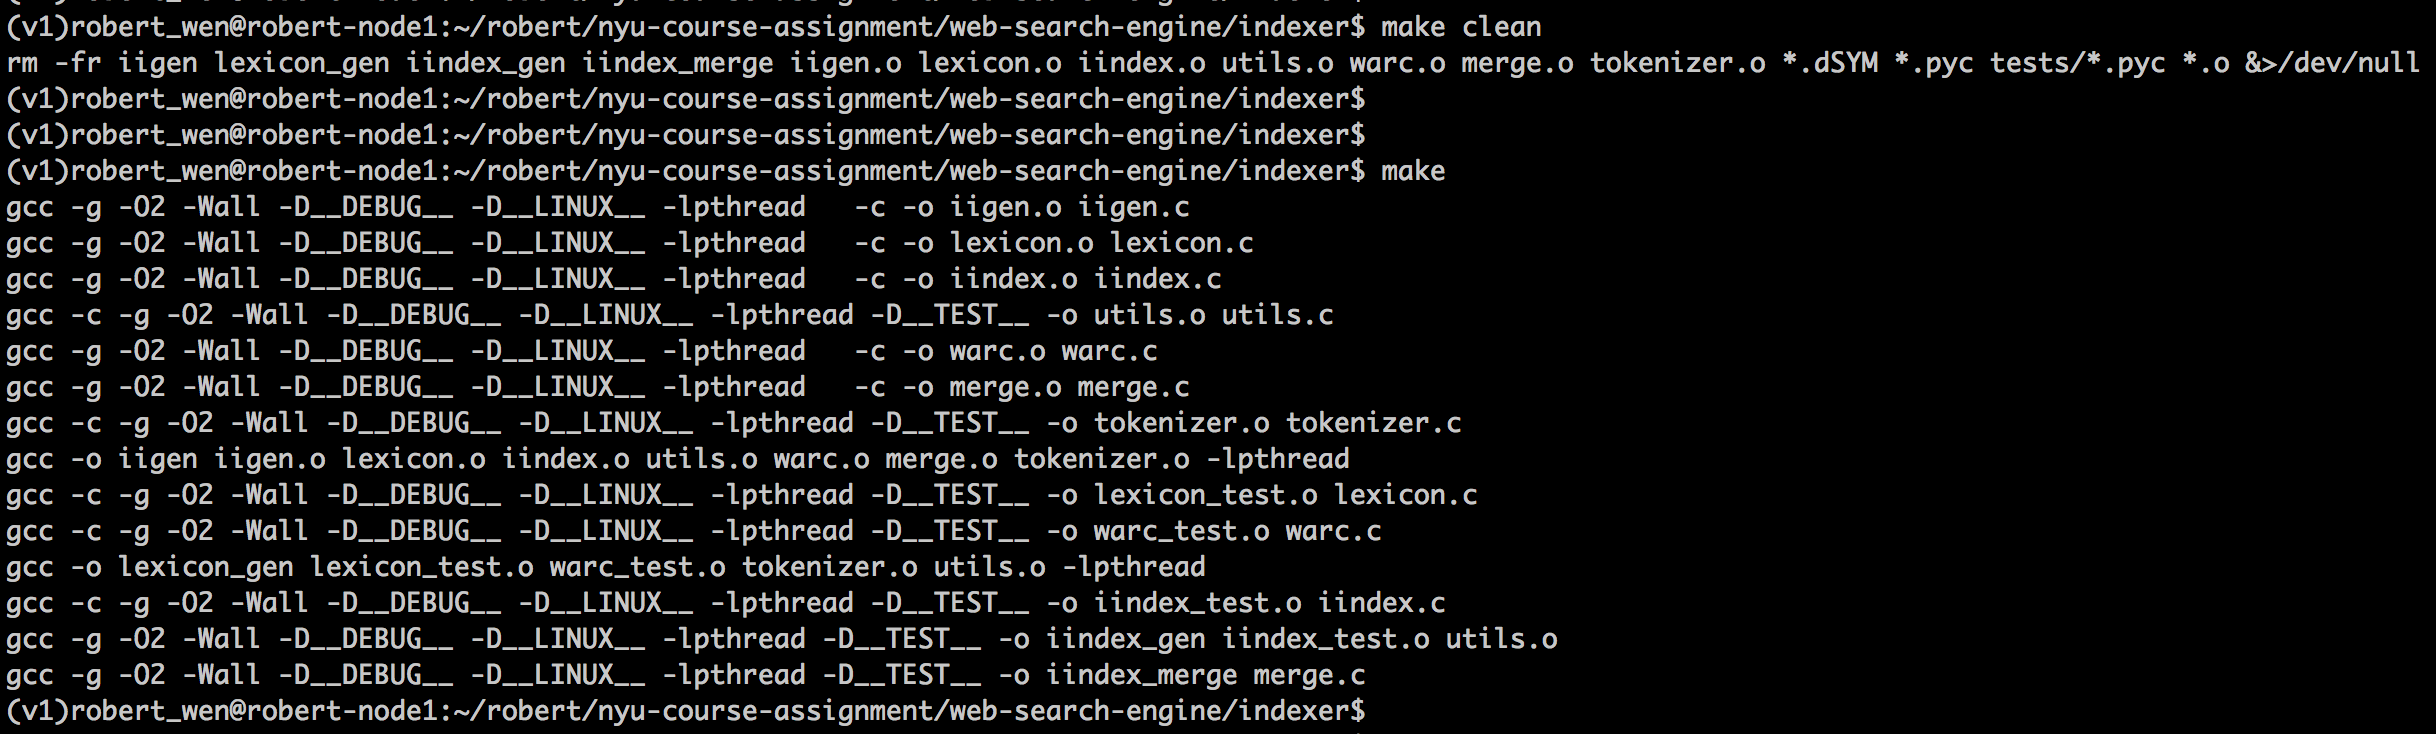 (v1)robert_wen@robert-node1:~/robert/nyu-course-assignment/web-search-engine/indexer$ make clean
rm -fr iigen lexicon_gen iindex_gen iindex_merge iigen.o lexicon.o iindex.o utils.o warc.o merge.o tokenizer.o *.dSYM *.pyc tests/*.pyc *.o &>/dev/null
(v1)robert_wen@robert-node1:~/robert/nyu-course-assignment/web-search-engine/indexer$
(v1)robert_wen@robert-node1:~/robert/nyu-course-assignment/web-search-engine/indexer$
(v1)robert_wen@robert-node1:~/robert/nyu-course-assignment/web-search-engine/indexer$ make
gcc -g -O2 -Wall -D__DEBUG__ -D__LINUX__ -lpthread   -c -o iigen.o iigen.c
gcc -g -O2 -Wall -D__DEBUG__ -D__LINUX__ -lpthread   -c -o lexicon.o lexicon.c
gcc -g -O2 -Wall -D__DEBUG__ -D__LINUX__ -lpthread   -c -o iindex.o iindex.c
gcc -c -g -O2 -Wall -D__DEBUG__ -D__LINUX__ -lpthread -D__TEST__ -o utils.o utils.c
gcc -g -O2 -Wall -D__DEBUG__ -D__LINUX__ -lpthread   -c -o warc.o warc.c
gcc -g -O2 -Wall -D__DEBUG__ -D__LINUX__ -lpthread   -c -o merge.o merge.c
gcc -c -g -O2 -Wall -D__DEBUG__ -D__LINUX__ -lpthread -D__TEST__ -o tokenizer.o tokenizer.c
gcc -o iigen iigen.o lexicon.o iindex.o utils.o warc.o merge.o tokenizer.o -lpthread
gcc -c -g -O2 -Wall -D__DEBUG__ -D__LINUX__ -lpthread -D__TEST__ -o lexicon_test.o lexicon.c
gcc -c -g -O2 -Wall -D__DEBUG__ -D__LINUX__ -lpthread -D__TEST__ -o warc_test.o warc.c
gcc -o lexicon_gen lexicon_test.o warc_test.o tokenizer.o utils.o -lpthread
gcc -c -g -O2 -Wall -D__DEBUG__ -D__LINUX__ -lpthread -D__TEST__ -o iindex_test.o iindex.c
gcc -g -O2 -Wall -D__DEBUG__ -D__LINUX__ -lpthread -D__TEST__ -o iindex_gen iindex_test.o utils.o
gcc -g -O2 -Wall -D__DEBUG__ -D__LINUX__ -lpthread -D__TEST__ -o iindex_merge merge.c
(v1)robert_wen@robert-node1:~/robert/nyu-course-assignment/web-search-engine/indexer$